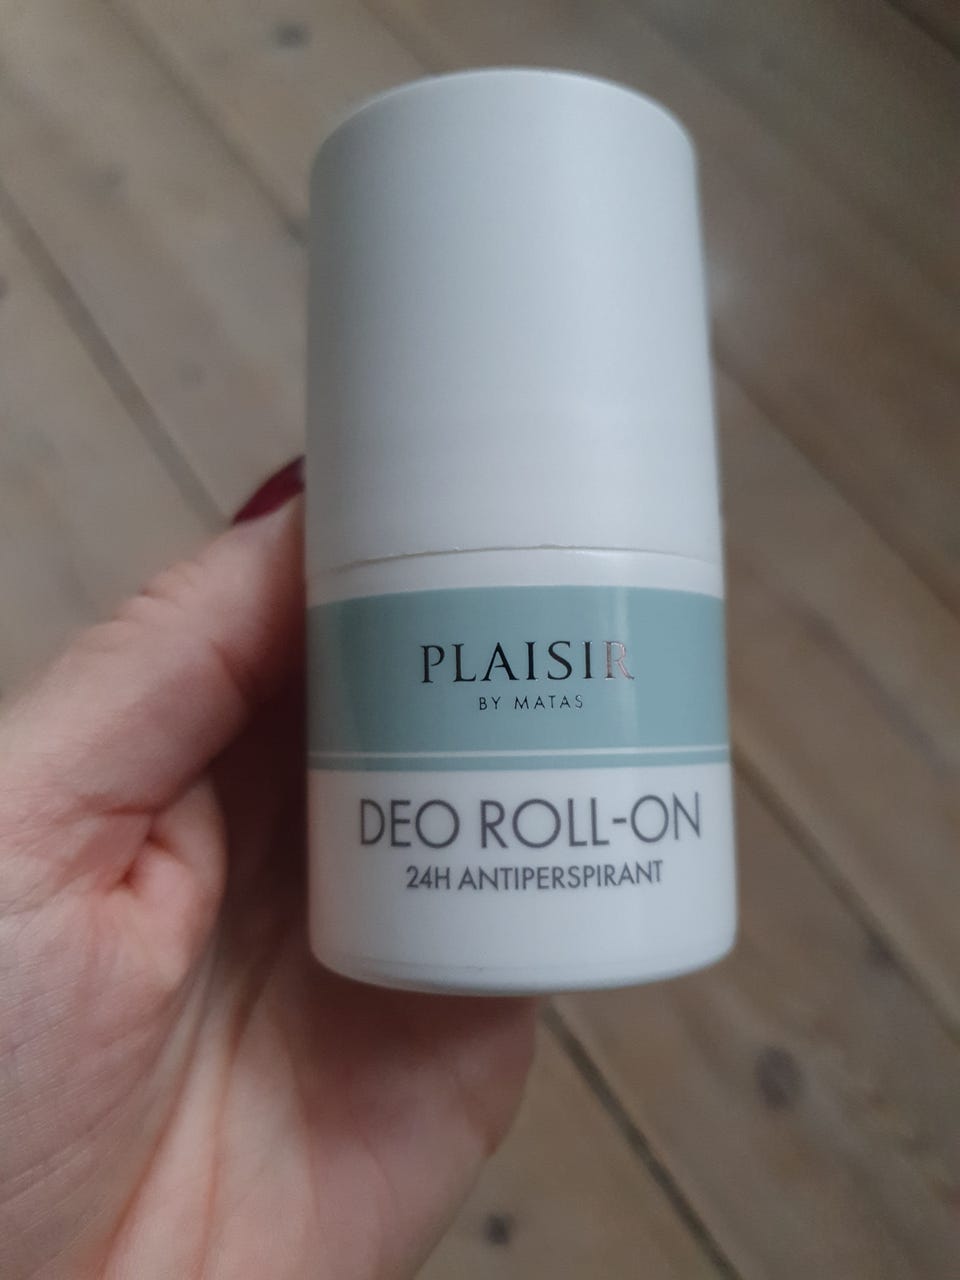 PLAISIR
BY MATAS
DEO ROLL-ON
24H ANTIPERSPIRANT